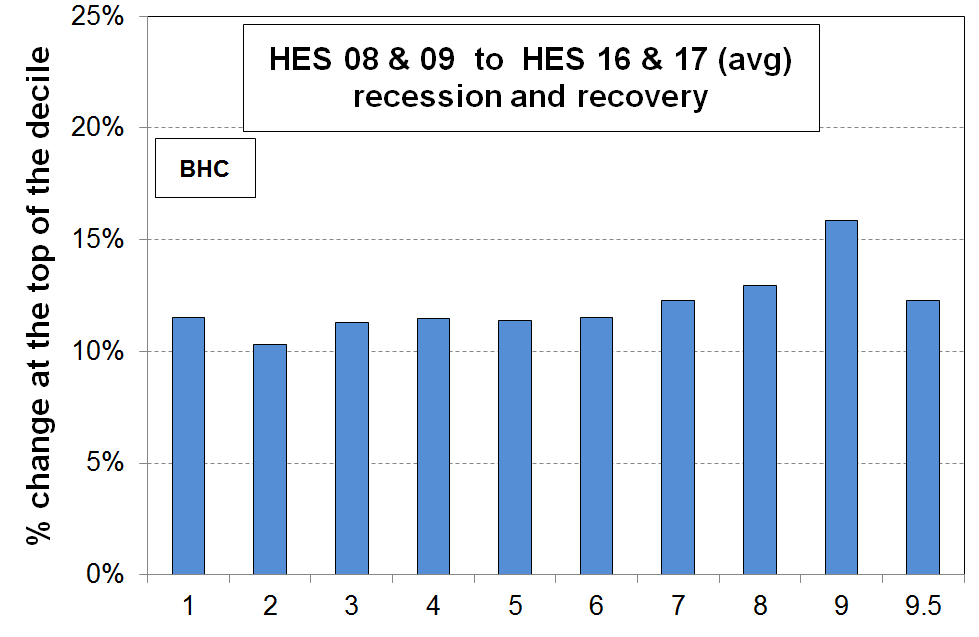 25%
HES 08 & 09 to HES 16 & 17 (avg)
recession and recovery
20%
BHC
15%
10%
5%
0%
% change at the top of the decile
1 2 3 4 5 6 7 8 9 9.5